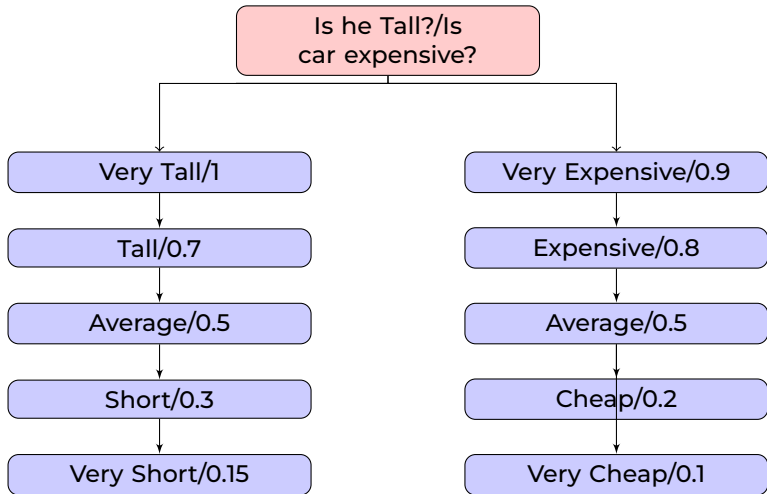 Is he Tall?/Is
car expensive?
Very Tall/1
Very Expensive/0.9
Tall/0.7
Expensive/0.8
Average/0.5
Average/0.5
Short/0.3
Cheap/0.2
Very Short/0.15
Very Cheap/0.1